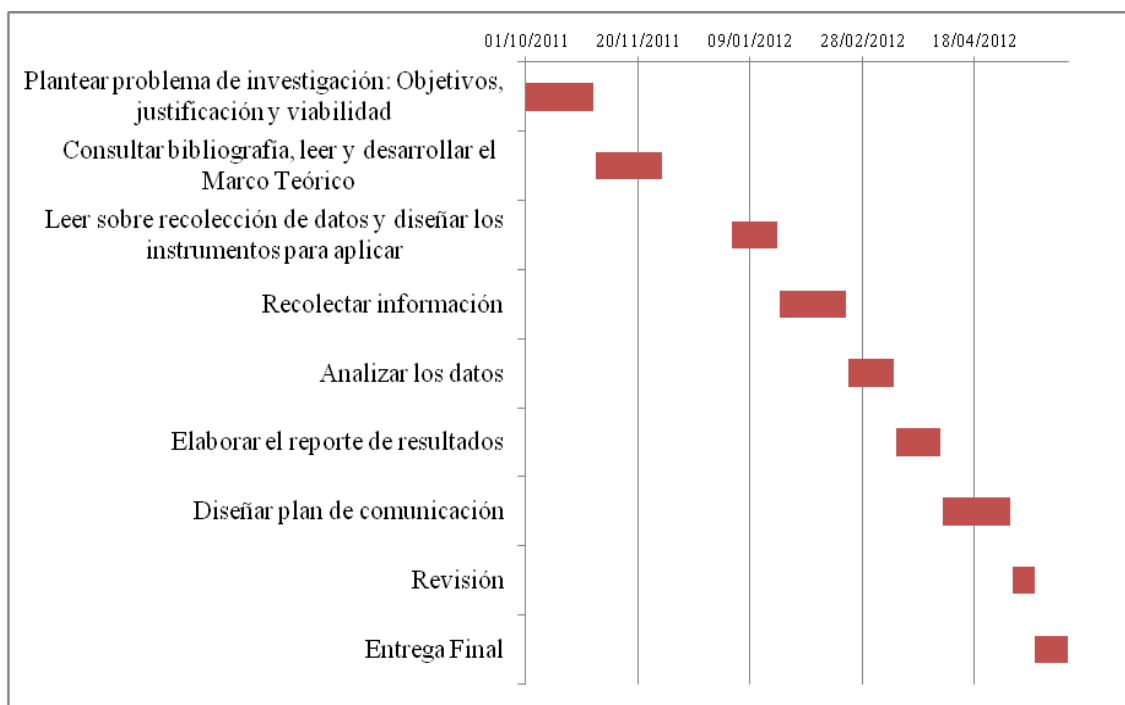 01/10/2011 20/11/2011 09/01/2012 28/02/2012 18/04/2012
Plantear problema de investigación: Objetivos,
justificación y viabilidad
Consultar bibliografía, leer y desarrollar el
Marco Teórico
Leer sobre recolección de datos y diseñar los
instrumentos para aplicar
Recolectar información
Analizar los datos
Elaborar el reporte de resultados
Diseñar plan de comunicación
Revisión
Entrega Final